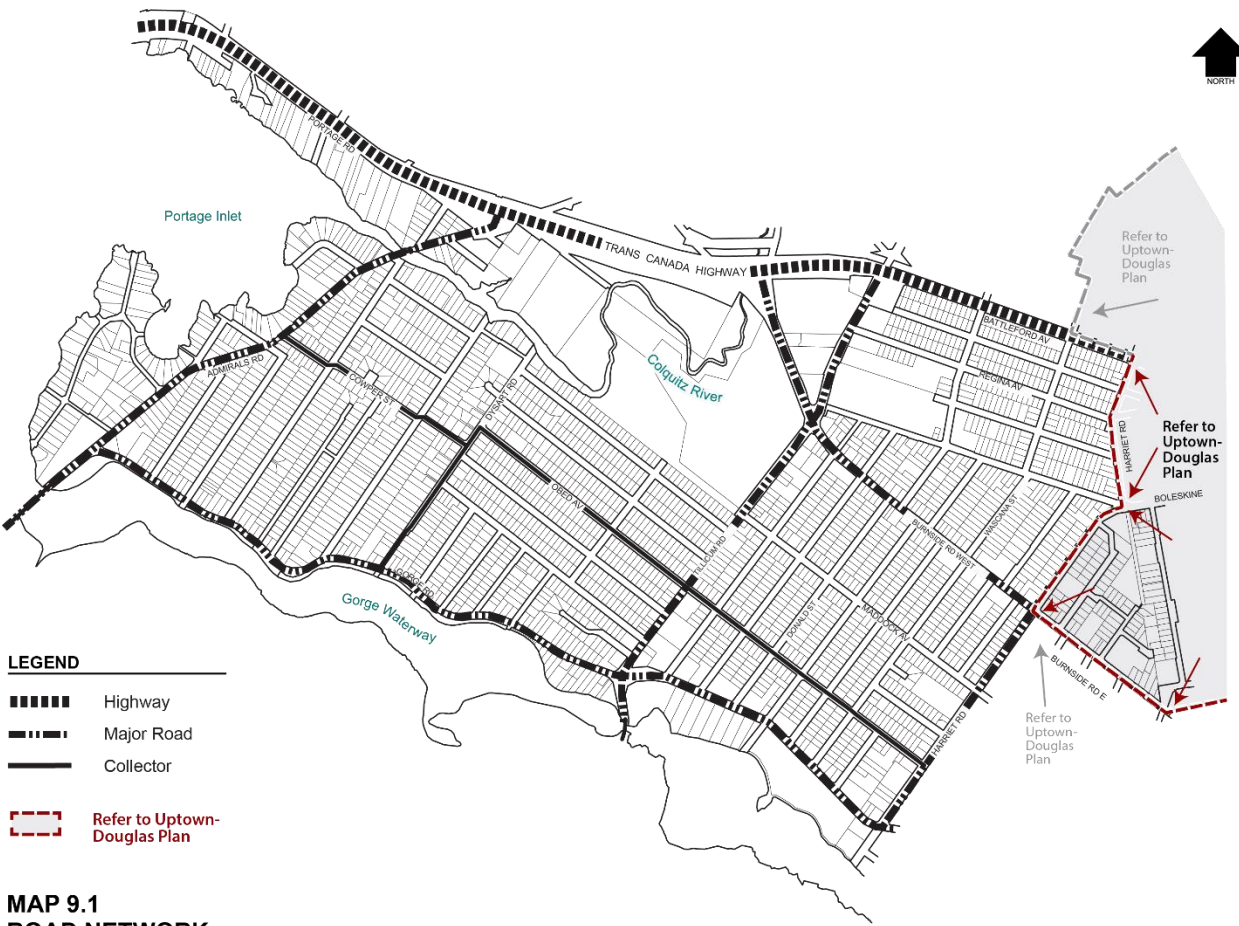 NORTH
PORTAGE RD
Portage Inlet
Refer to
Uptown-
Douglas
Plan
TRANS CANADA HIGHWAY
BATTLEFORD AV
Colquitz River
ADMIRALS RD
COWPER ST
DYSART RD
REGINA AV
HARRIET RD
Refer to
Uptown-
Douglas
Plan
BOLESKINE
OBED AV
WASCANA ST
BURNSIDE RD WEST
TILLICUM RD
GORGE RD
Gorge Waterway
DONALD ST
MADDOCK AV
BURNSIDE RD E
HARRIET RD
Refer to
Uptown-
Douglas
Plan
LEGEND
Highway
Major Road
Collector
Refer to Uptown-
Douglas Plan
MAP 9.1
ROAD NETWORK